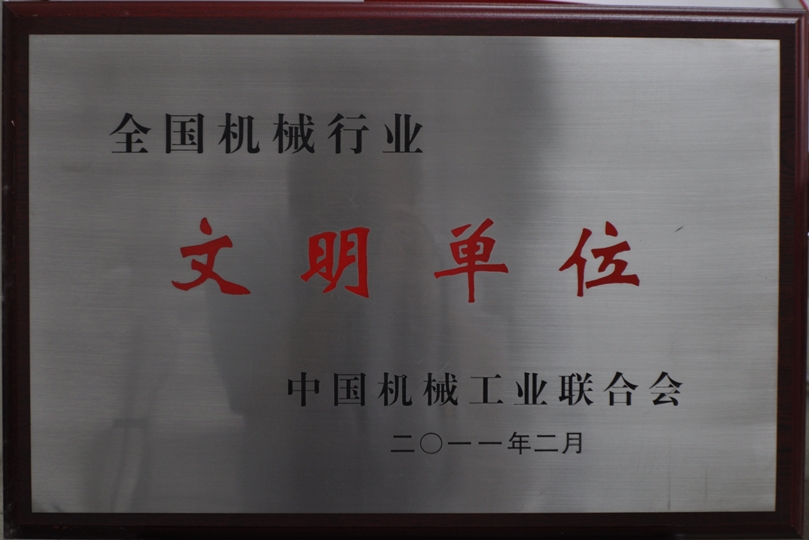 全国机械行业
文明单位
中国机械工业联合会
二〇一一年二月